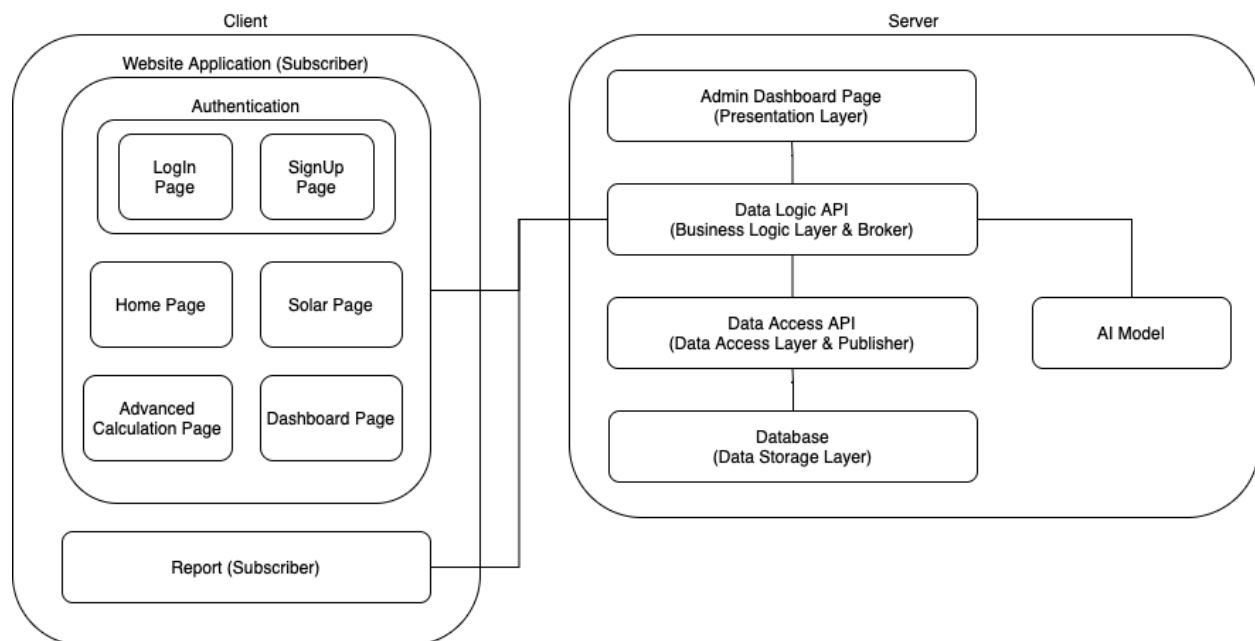 Client
Website Application (Subscriber)
Authentication
LogIn
Page
SignUp
Page
Home Page
Solar Page
Advanced
Calculation Page
Dashboard Page
Report (Subscriber)
Server
Admin Dashboard Page
(Presentation Layer)
Data Logic API
(Business Logic Layer & Broker)
Data Access API
(Data Access Layer & Publisher)
AI Model
Database
(Data Storage Layer)